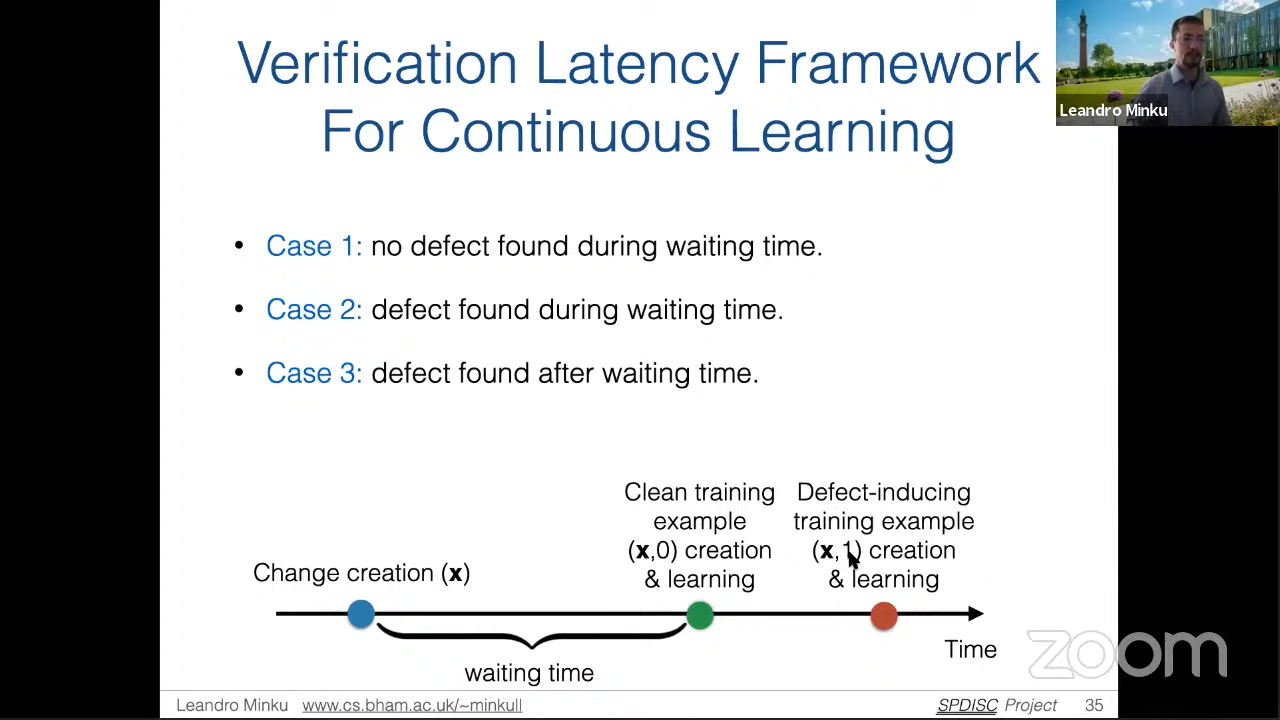 Verification Latency Framework
For Continuous Learning
Leandro Minku
• Case 1: no defect found during waiting time.
• Case 2: defect found during waiting time.
• Case 3: defect found after waiting time.
Change creation (x)
Clean training
example
(x,0) creation
& learning
Defect-inducing
training example
(x,1) creation
& learning
waiting time
Time
zoom
Leandro Minku www.cs.bham.ac.uk/~minkull
SPDISC Project 35